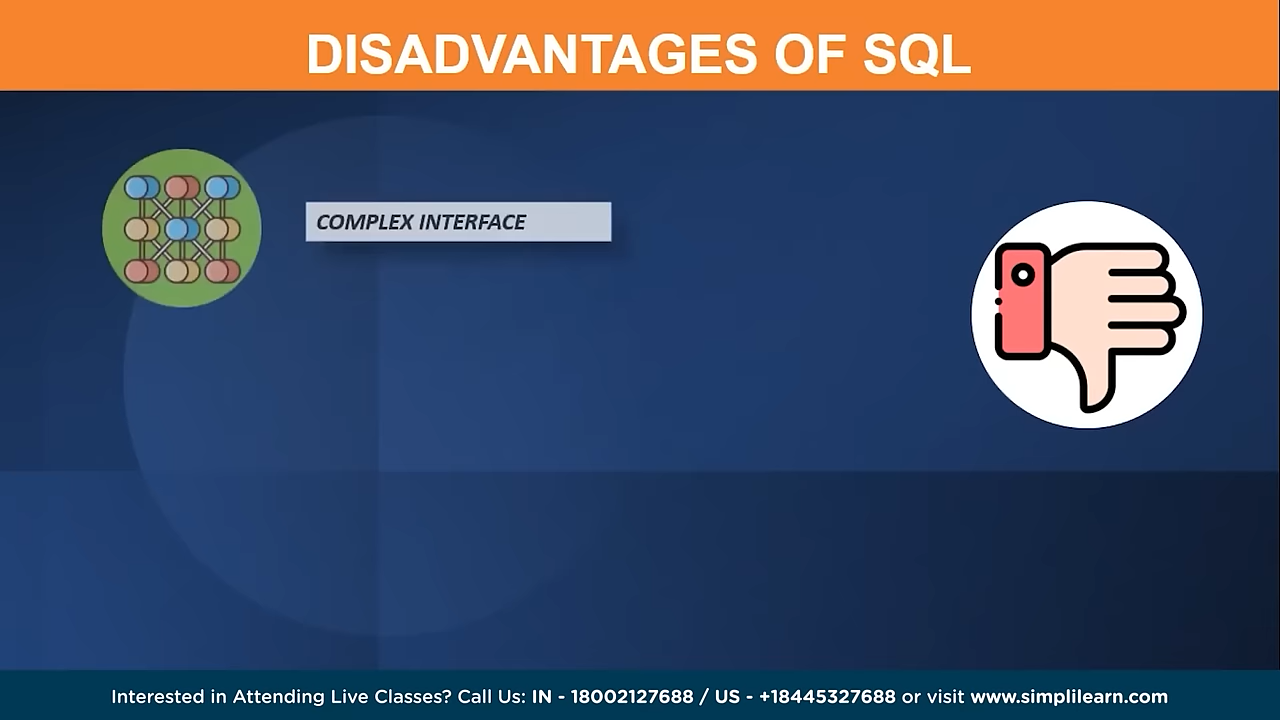 DISADVANTAGES OF SQL
COMPLEX INTERFACE
Interested in Attending Live Classes? Call Us: IN - 18002127688 / US - +18445327688 or visit www.simplilearn.com